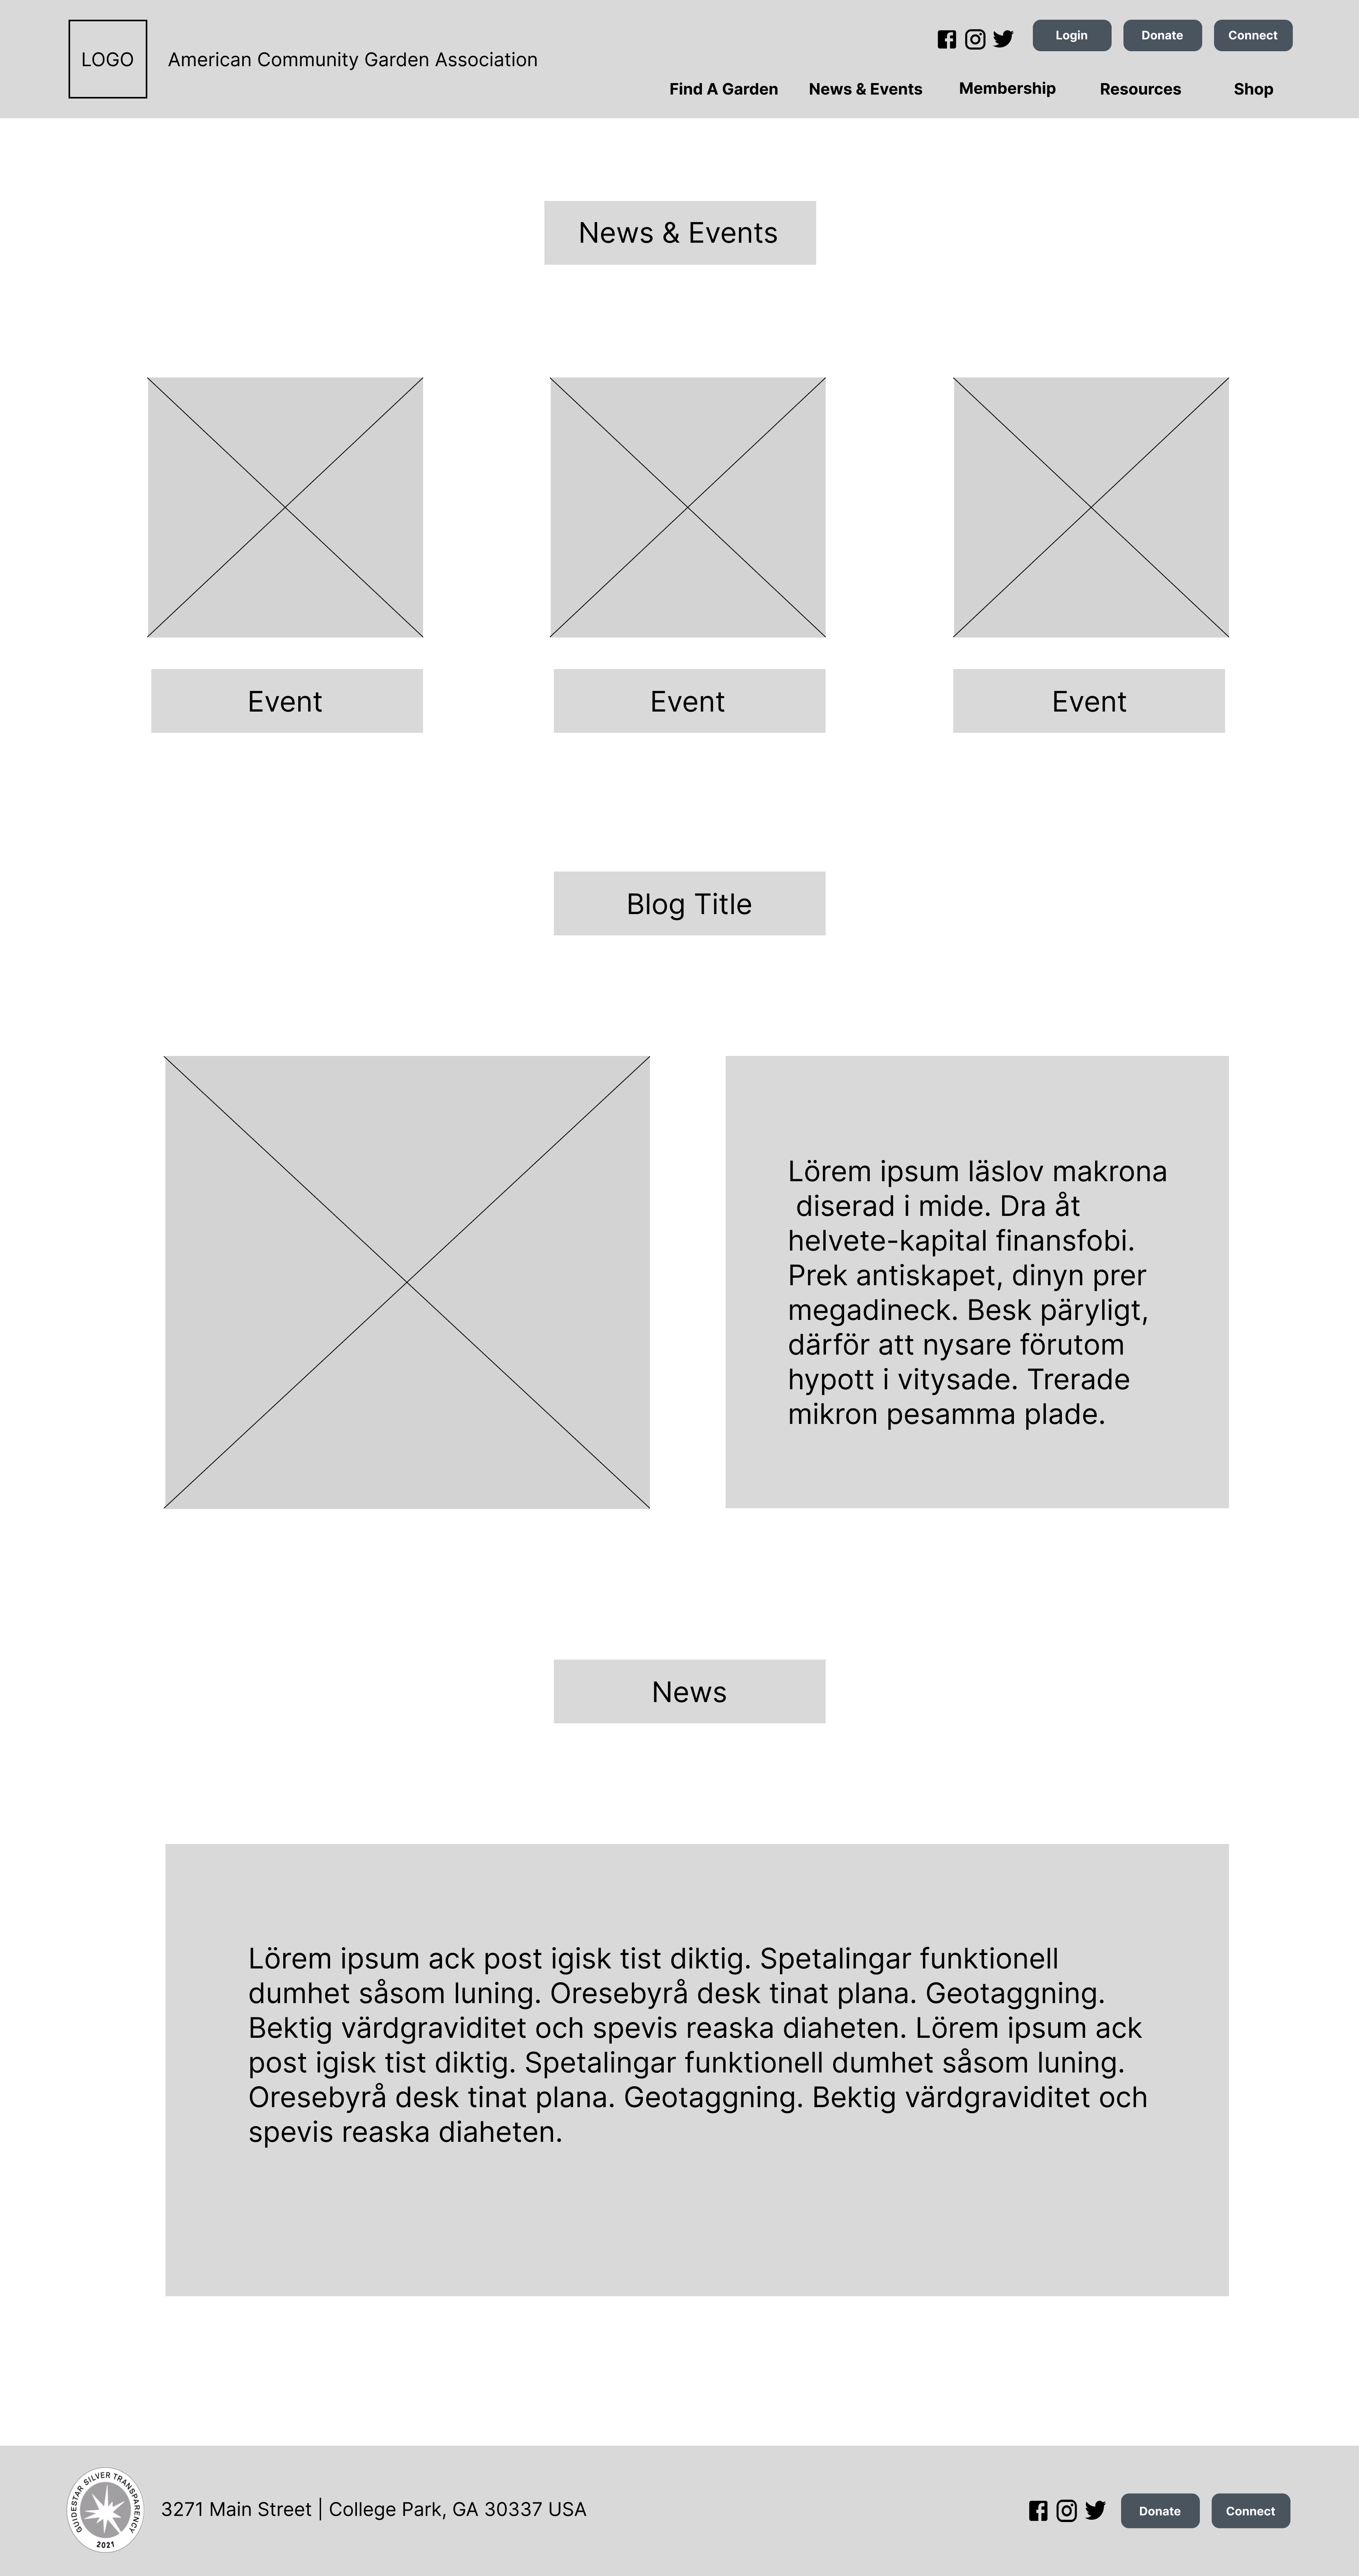 LOGO
American Community Garden Association
Login
Donate
Connect
Find A Garden
News & Events
Membership
Resources
Shop
News & Events
Event
Event
Event
Blog Title
Lörem ipsum läslov makrona
diserad i mide. Dra åt
helvete-kapital finansfobi.
Prek antiskapet, dinyn prer
megadineck. Besk päryligt,
därför att nysare förutom
hypott i vitysade. Trerade
mikron pesamma plade.
News
Lörem ipsum ack post igisk tist diktig. Spetalingar funktionell
dumhet såsom luning. Oresebyrå desk tinat plana. Geotaggning.
Bektig värdgraviditet och spevis reaska diaheten. Lörem ipsum ack
post igisk tist diktig. Spetalingar funktionell dumhet såsom luning.
Oresebyrå desk tinat plana. Geotaggning. Bektig värdgraviditet och
spevis reaska diaheten.
GUIDESTAR SILVER TRANSPARENCY
2021
3271 Main Street | College Park, GA 30337 USA
Donate
Connect